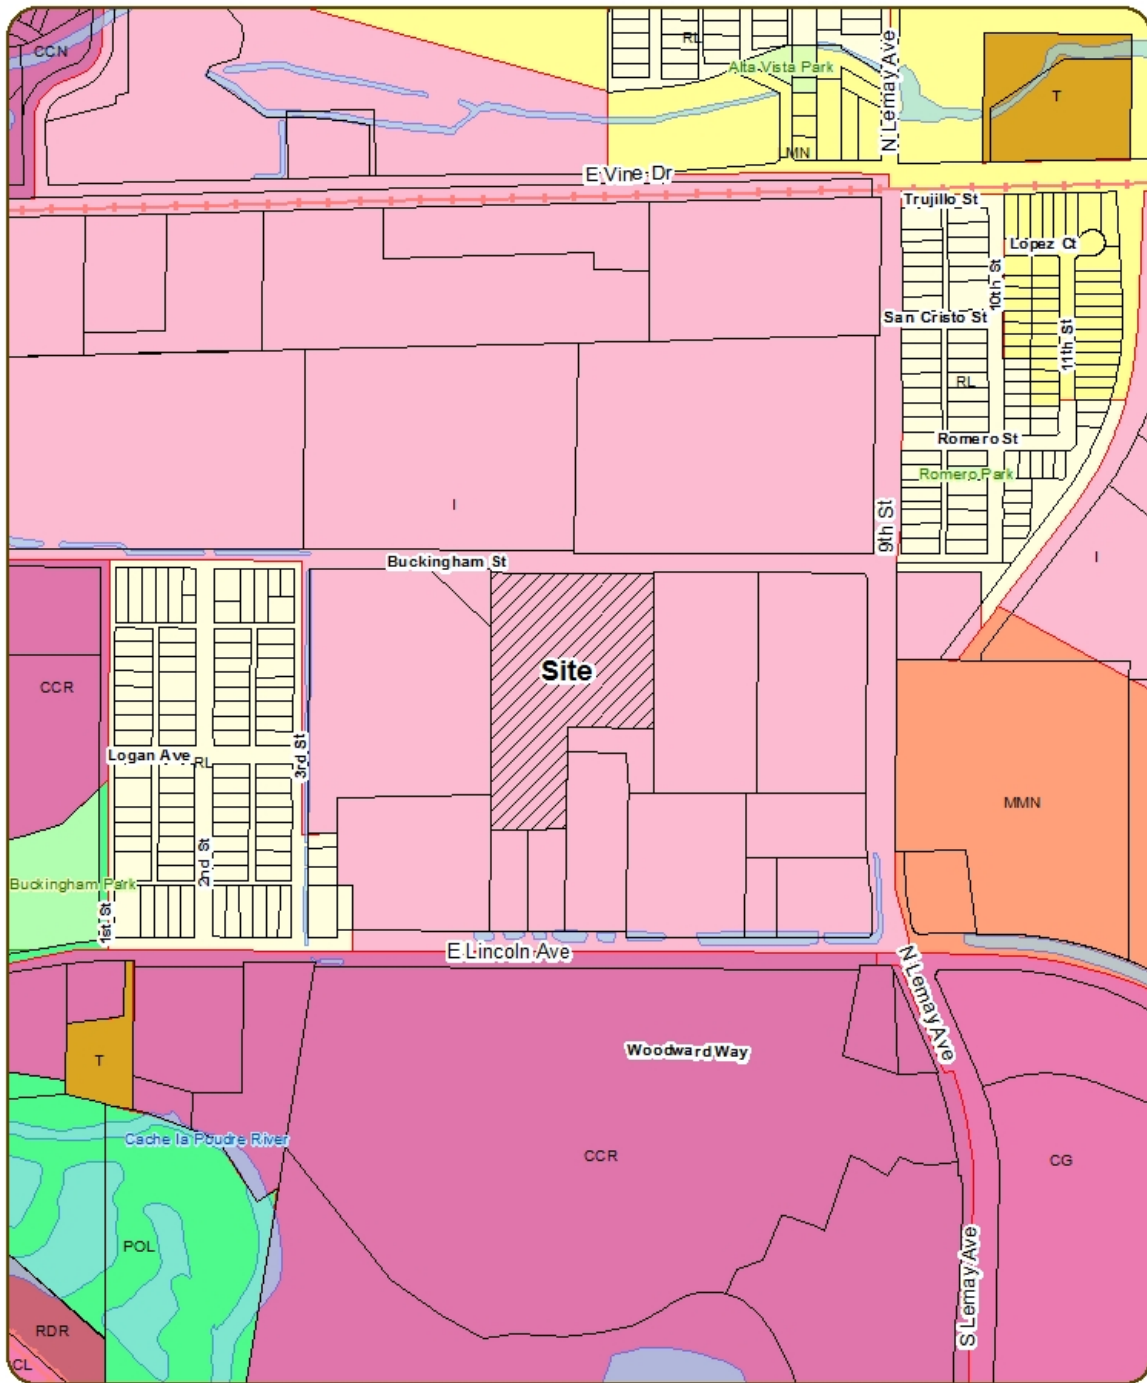 CCN
RL
N Lemay Ave
Alta Vista Park
T
LMN
E Vine Dr
Trujillo St
Lopez Ct
10th St
San Cristo St
11th St
RL
Romero St
Romero Park
I
9th St
Buckingham St
I
Site
CCR
Logan Ave
RL
3rd St
MMN
2nd St
Buckingham Park
1st St
E Lincoln Ave
N Lemay Ave
Woodward Way
T
Cache la Poudre River
CCR
CG
POL
S Lemay Ave
RDR
CL